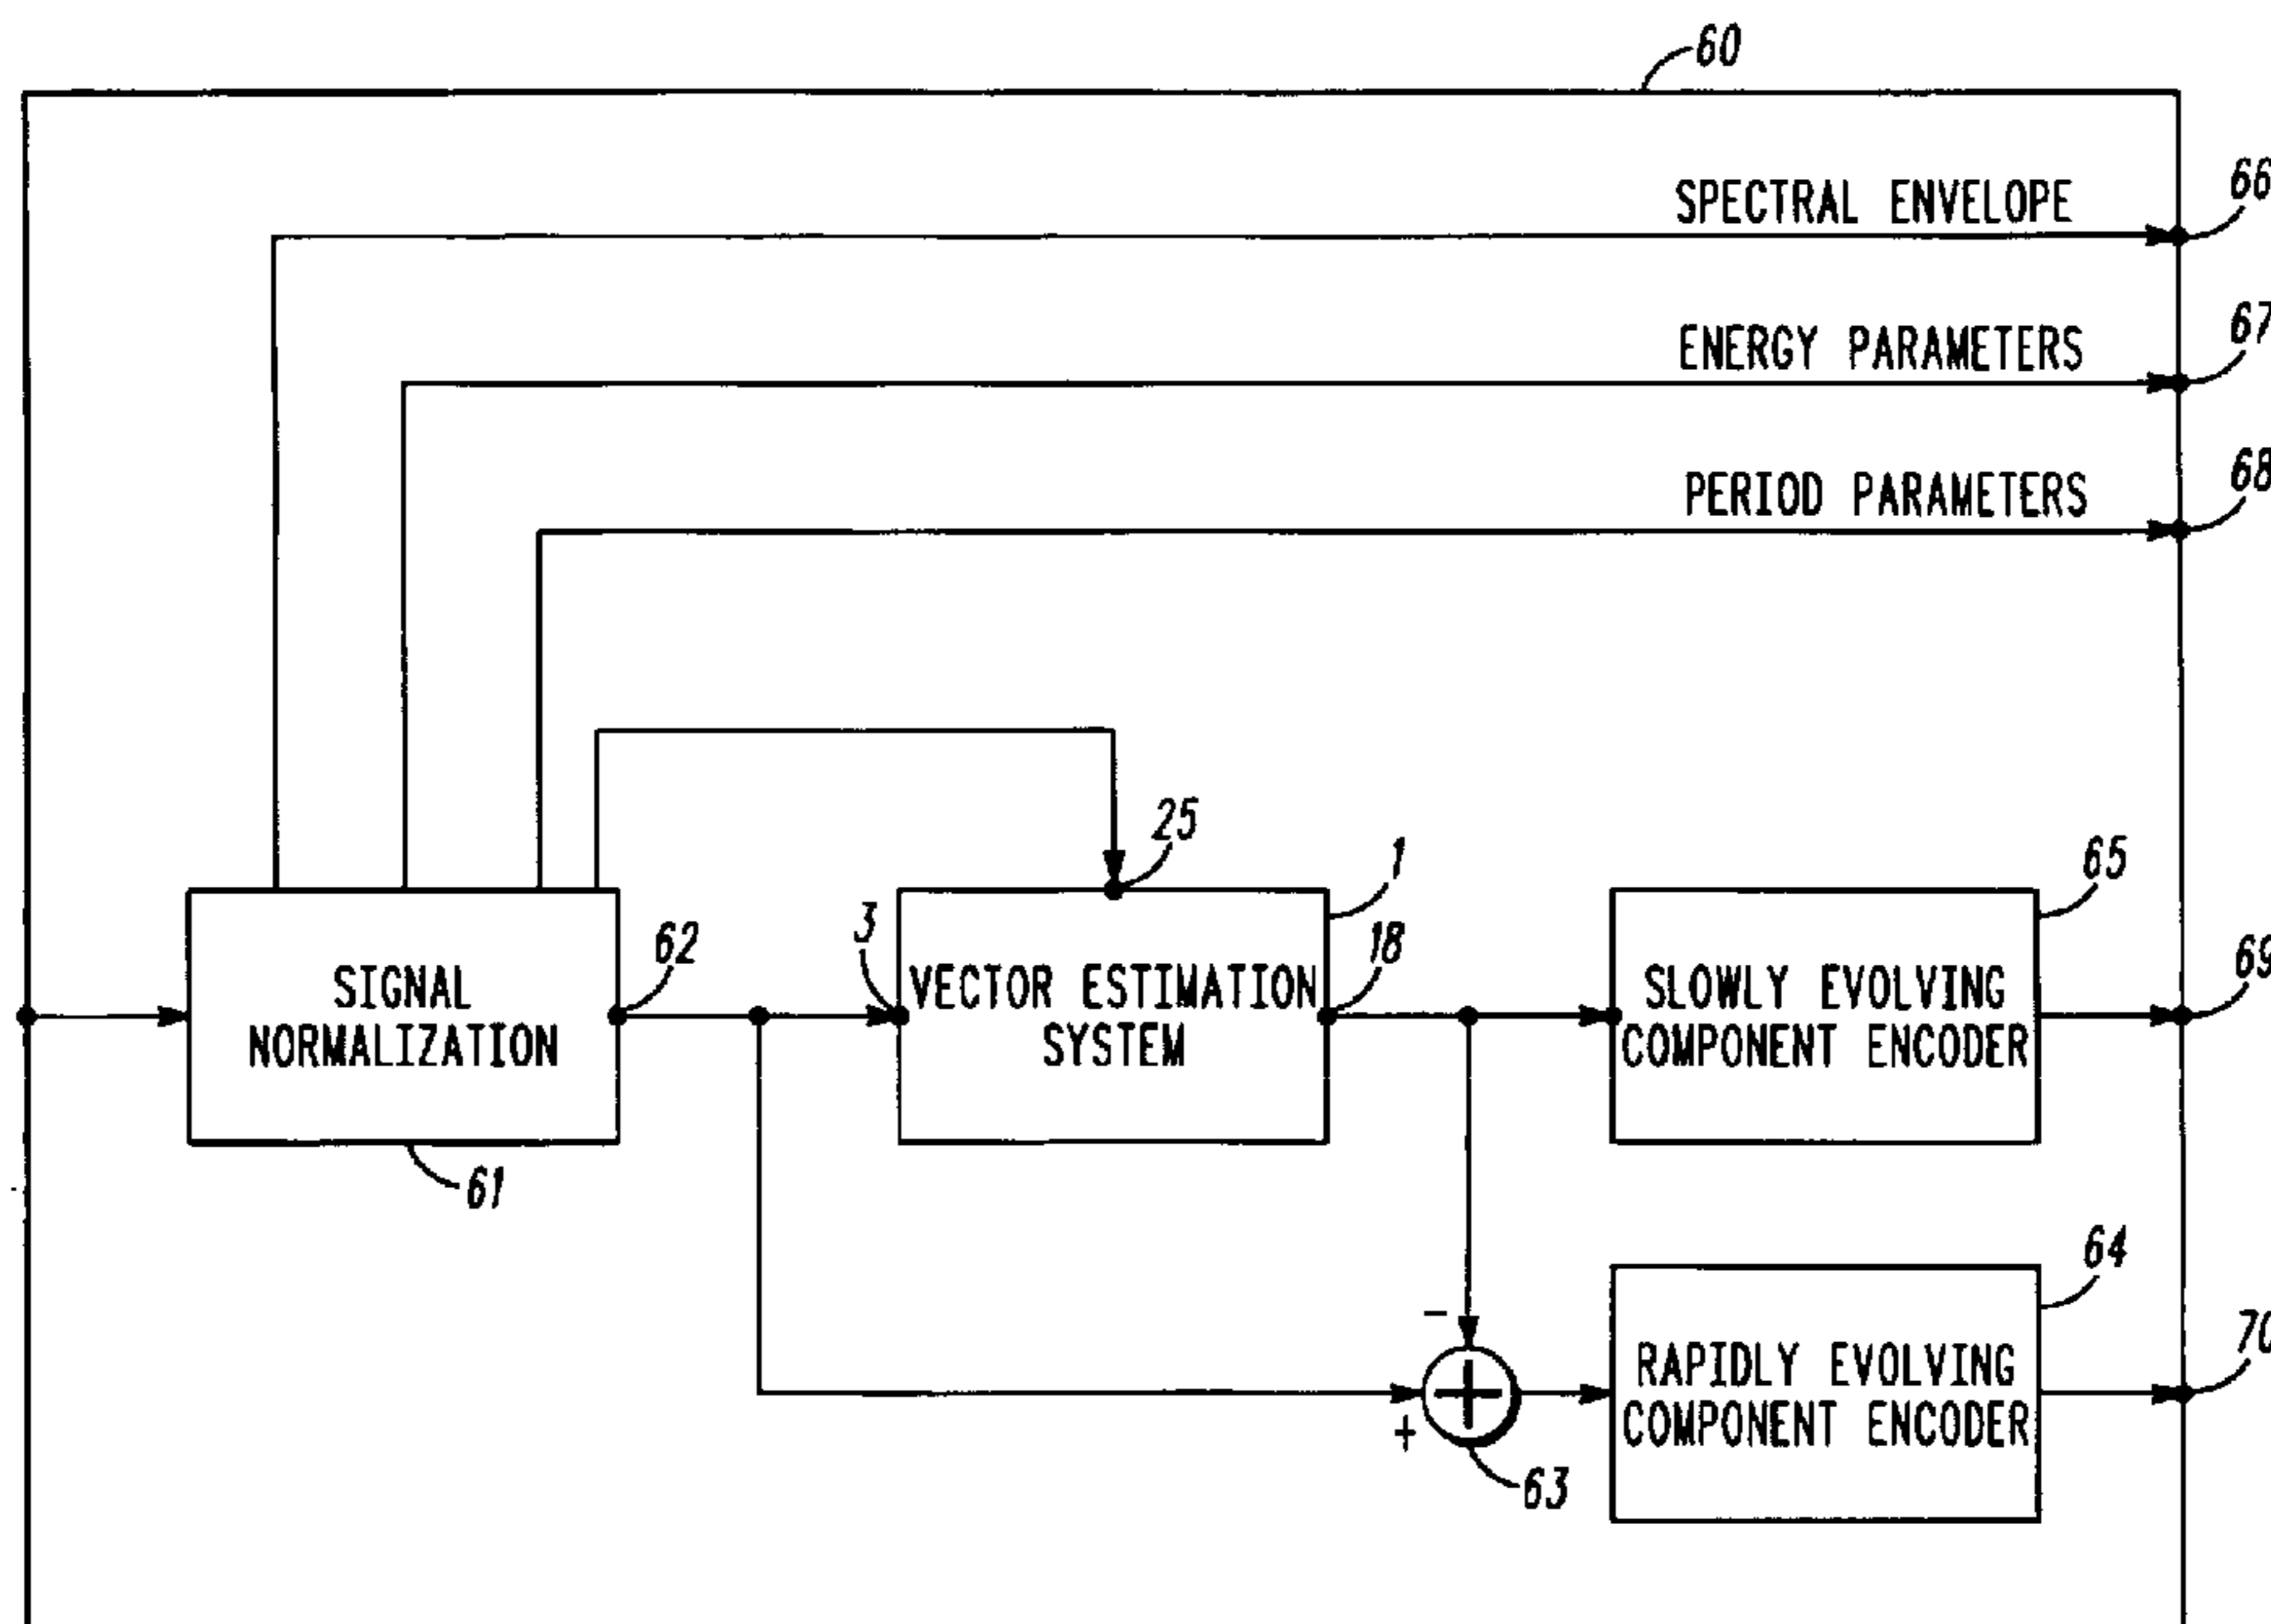 60
SPECTRAL ENVELOPE
66
ENERGY PARAMETERS
67
PERIOD PARAMETERS
68
25
1
65
3
62
18
69
SIGNAL
NORMALIZATION
VECTOR ESTIMATION
SYSTEM
SLOWLY EVOLVING
COMPONENT ENCODER
61
64
-
70
RAPIDLY EVOLVING
COMPONENT ENCODER
+
63